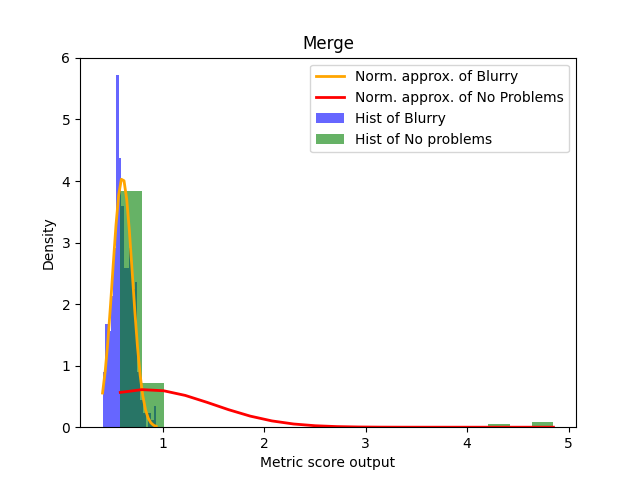 Merge
6
5
4
3
2
1
0
Density
Norm. approx. of Blurry
Norm. approx. of No Problems
Hist of Blurry
Hist of No problems
1 2 3 4 5
Metric score output